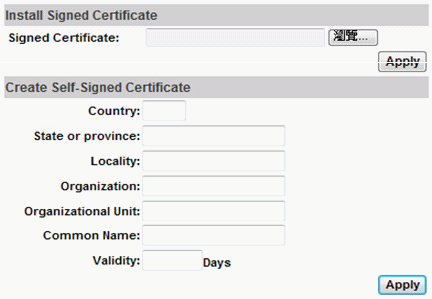 Install Signed Certificate
Signed Certificate: 瀏覽...
Apply
Create Self-Signed Certificate
Country:
State or province:
Locality:
Organization:
Organizational Unit:
Common Name:
Validity: Days
Apply